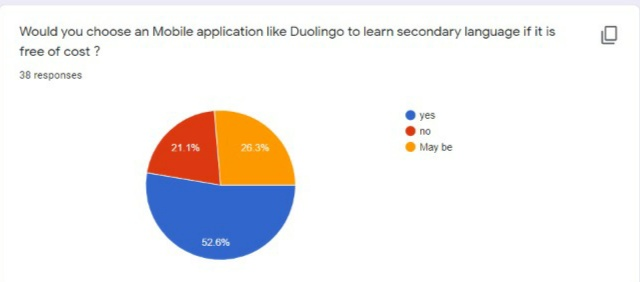 Would you choose an Mobile application like Duolingo to learn secondary language if it is
free of cost ?
38 responses
yes
no
May be
21.1%
26.3%
52.6%